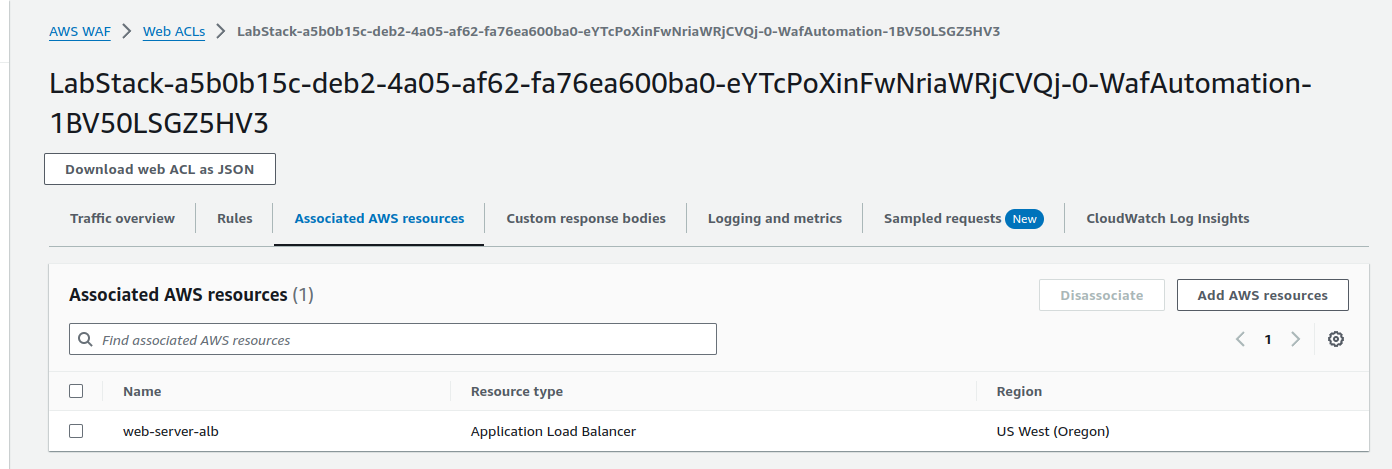 AWS WAF > Web ACLs > LabStack-a5b0b15c-deb2-4a05-af62-fa76ea600ba0-eYTcPoXinFwNriaWRjCVQj-0-WafAutomation-1BV50LSGZ5HV3
LabStack-a5b0b15c-deb2-4a05-af62-fa76ea600ba0-eYTcPoXinFwNriaWRjCVQj-0-WafAutomation-
1BV50LSGZ5HV3
Download web ACL as JSON
Traffic overview Rules Associated AWS resources Custom response bodies Logging and metrics Sampled requests New CloudWatch Log Insights
Associated AWS resources (1) Disassociate Add AWS resources
Find associated AWS resources 1
Name Resource type Region
web-server-alb Application Load Balancer US West (Oregon)